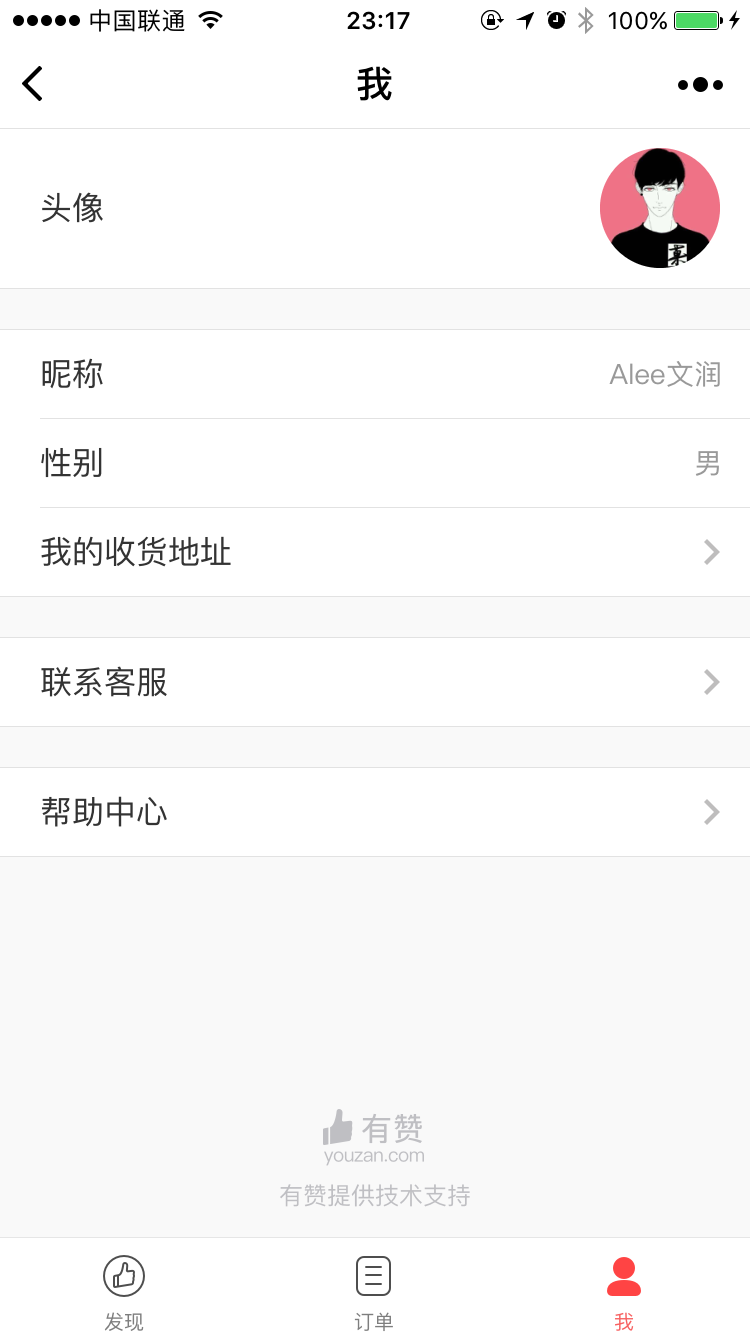 中国联通 23:17 100%
我
头像
昵称 Alee文润
性别 男
我的收货地址
联系客服
帮助中心
有赞
youzan.com
有赞提供技术支持
发现 订单 我